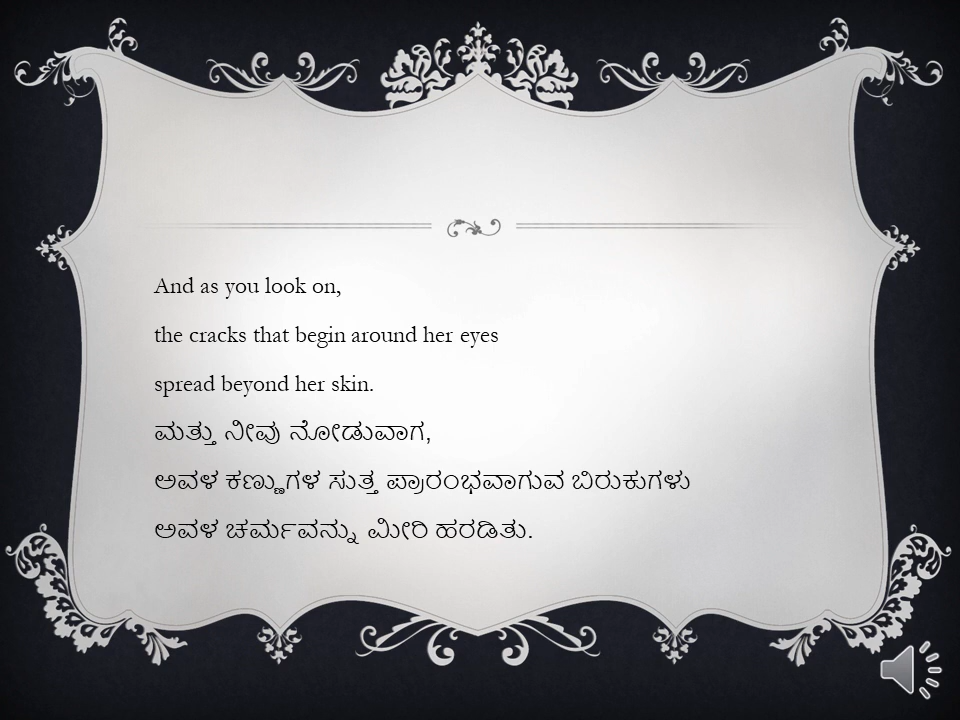 And as you look on,
the cracks that begin around her eyes
spread beyond her skin.
ಮತ್ತು ನೀವು ನೋಡುವಾಗ,
ಅವಳ ಕಣ್ಣುಗಳ ಸುತ್ತ ಪ್ರಾರಂಭವಾಗುವ ಬಿರುಕುಗಳು
ಅವಳ ಚರ್ಮವನ್ನು ಮೀರಿ ಹರಡಿತು.